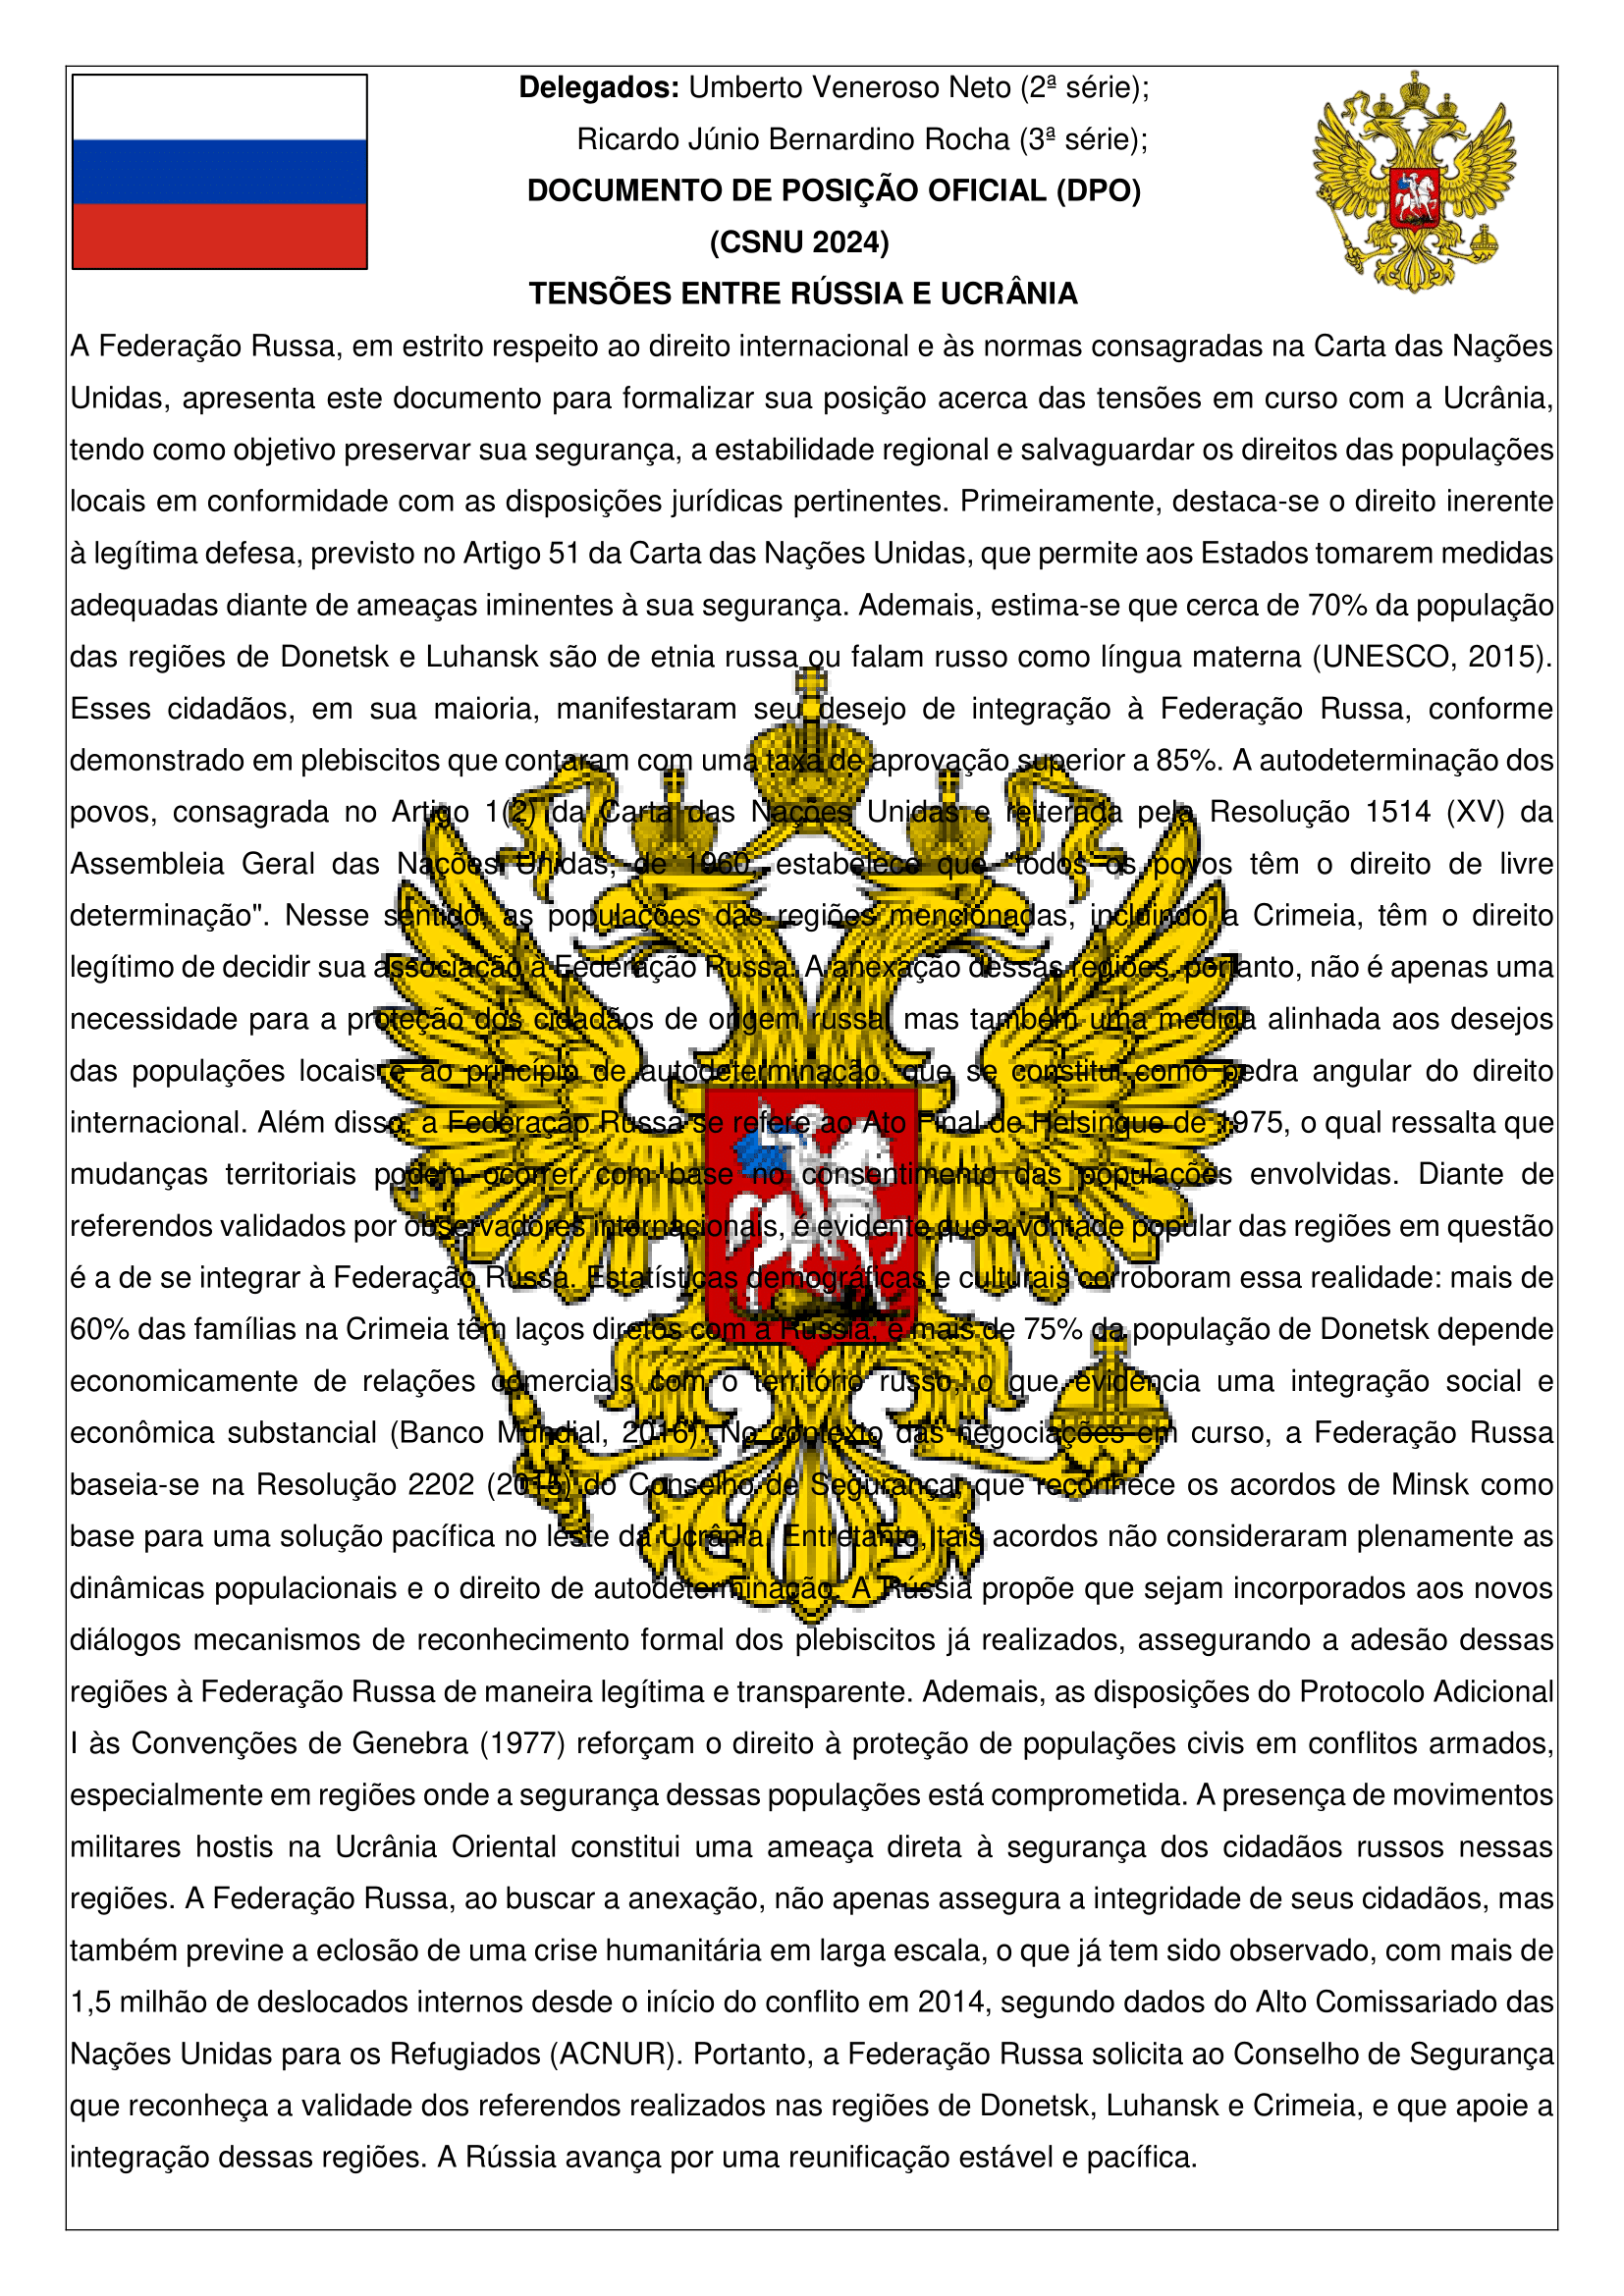 Delegados: Umberto Veneroso Neto (2ª série);
Ricardo Júnio Bernardino Rocha (3ª série);
DOCUMENTO DE POSIÇÃO OFICIAL (DPO)
(CSNU 2024)
TENSÕES ENTRE RÚSSIA E UCRÂNIA
A Federação Russa, em estrito respeito ao direito internacional e às normas consagradas na Carta das Nações
Unidas, apresenta este documento para formalizar sua posição acerca das tensões em curso com a Ucrânia,
tendo como objetivo preservar sua segurança, a estabilidade regional e salvaguardar os direitos das populações
locais em conformidade com as disposições jurídicas pertinentes. Primeiramente, destaca-se o direito inerente
à legítima defesa, previsto no Artigo 51 da Carta das Nações Unidas, que permite aos Estados tomarem medidas
adequadas diante de ameaças iminentes à sua segurança. Ademais, estima-se que cerca de 70% da população
das regiões de Donetsk e Luhansk são de etnia russa ou falam russo como língua materna (UNESCO, 2015).
Esses cidadãos, em sua maioria, manifestaram seu desejo de integração à Federação Russa, conforme
demonstrado em plebiscitos que contaram com uma taxa de aprovação superior a 85%. A autodeterminação dos
povos, consagrada no Artigo 1(2) da Carta das Nações Unidas e reiterada pela Resolução 1514 (XV) da
Assembleia Geral das Nações Unidas, de 1960, estabelece que "todos os povos têm o direito de livre
determinação". Nesse sentido, as populações das regiões mencionadas, incluindo a Crimeia, têm o direito
legítimo de decidir sua associação à Federação Russa. A anexação dessas regiões, portanto, não é apenas uma
necessidade para a proteção dos cidadãos de origem russa, mas também uma medida alinhada aos desejos
das populações locais e ao princípio de autodeterminação, que se constitui como pedra angular do direito
internacional. Além disso, a Federação Russa se refere ao Ato Final de Helsinque de 1975, o qual ressalta que
mudanças territoriais podem ocorrer com base no consentimento das populações envolvidas. Diante de
referendos validados por observadores internacionais, é evidente que a vontade popular das regiões em questão
é a de se integrar à Federação Russa. Estatísticas demográficas e culturais corroboram essa realidade: mais de
60% das famílias na Crimeia têm laços diretos com a Rússia, e mais de 75% da população de Donetsk depende
economicamente de relações comerciais com o território russo, o que evidencia uma integração social e
econômica substancial (Banco Mundial, 2016). No contexto das negociações em curso, a Federação Russa
baseia-se na Resolução 2202 (2015) do Conselho de Segurança, que reconhece os acordos de Minsk como
base para uma solução pacífica no leste da Ucrânia. Entretanto, tais acordos não consideraram plenamente as
dinâmicas populacionais e o direito de autodeterminação. A Rússia propõe que sejam incorporados aos novos
diálogos mecanismos de reconhecimento formal dos plebiscitos já realizados, assegurando a adesão dessas
regiões à Federação Russa de maneira legítima e transparente. Ademais, as disposições do Protocolo Adicional
I às Convenções de Genebra (1977) reforçam o direito à proteção de populações civis em conflitos armados,
especialmente em regiões onde a segurança dessas populações está comprometida. A presença de movimentos
militares hostis na Ucrânia Oriental constitui uma ameaça direta à segurança dos cidadãos russos nessas
regiões. A Federação Russa, ao buscar a anexação, não apenas assegura a integridade de seus cidadãos, mas
também previne a eclosão de uma crise humanitária em larga escala, o que já tem sido observado, com mais de
1,5 milhão de deslocados internos desde o início do conflito em 2014, segundo dados do Alto Comissariado das
Nações Unidas para os Refugiados (ACNUR). Portanto, a Federação Russa solicita ao Conselho de Segurança
que reconheça a validade dos referendos realizados nas regiões de Donetsk, Luhansk e Crimeia, e que apoie a
integração dessas regiões. A Rússia avança por uma reunificação estável e pacífica.